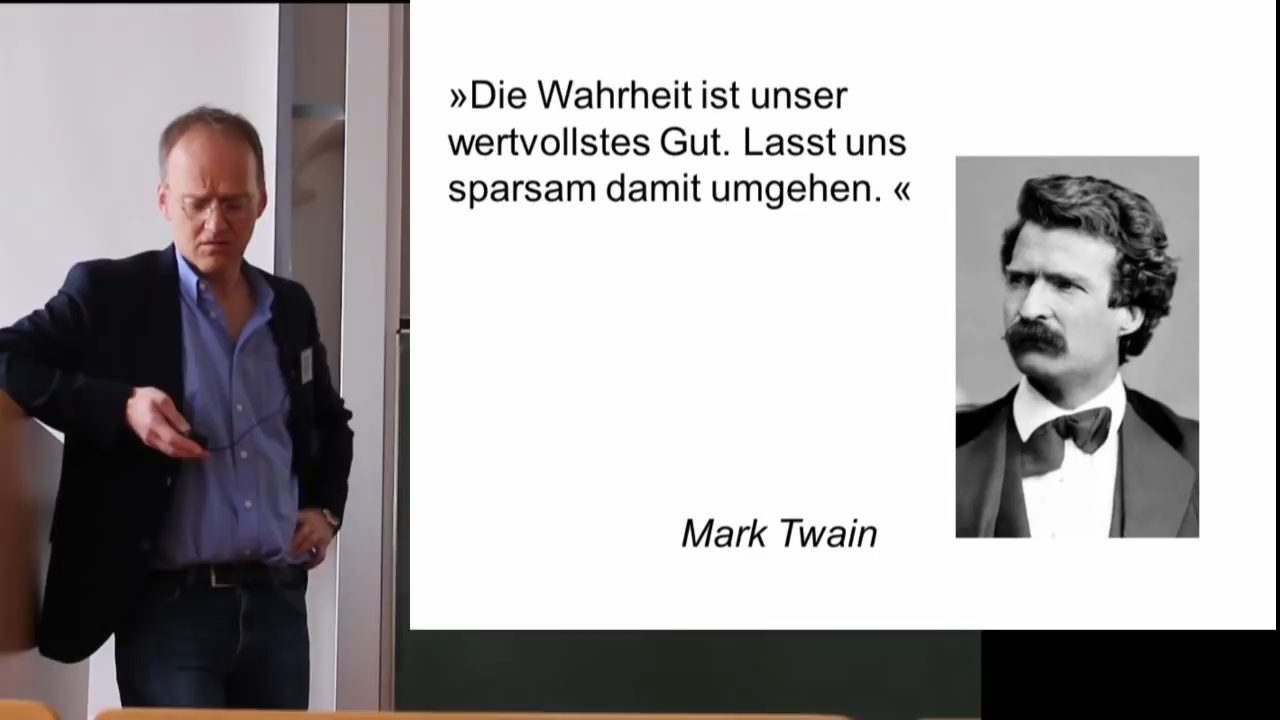 »Die Wahrheit ist unser
wertvollstes Gut. Lasst uns
sparsam damit umgehen. «
Mark Twain